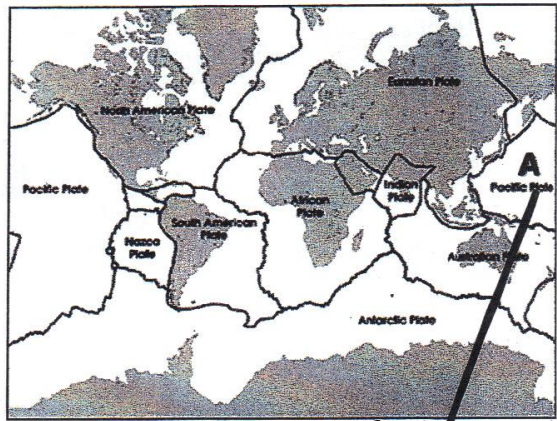 North American Plate
Eurasian Plate
A
Pacific Plate
Pacific Plate
Indian
Plate
African
Plate
South American
Plate
Nazca
Plate
Australian Plate
Antarctic Plate